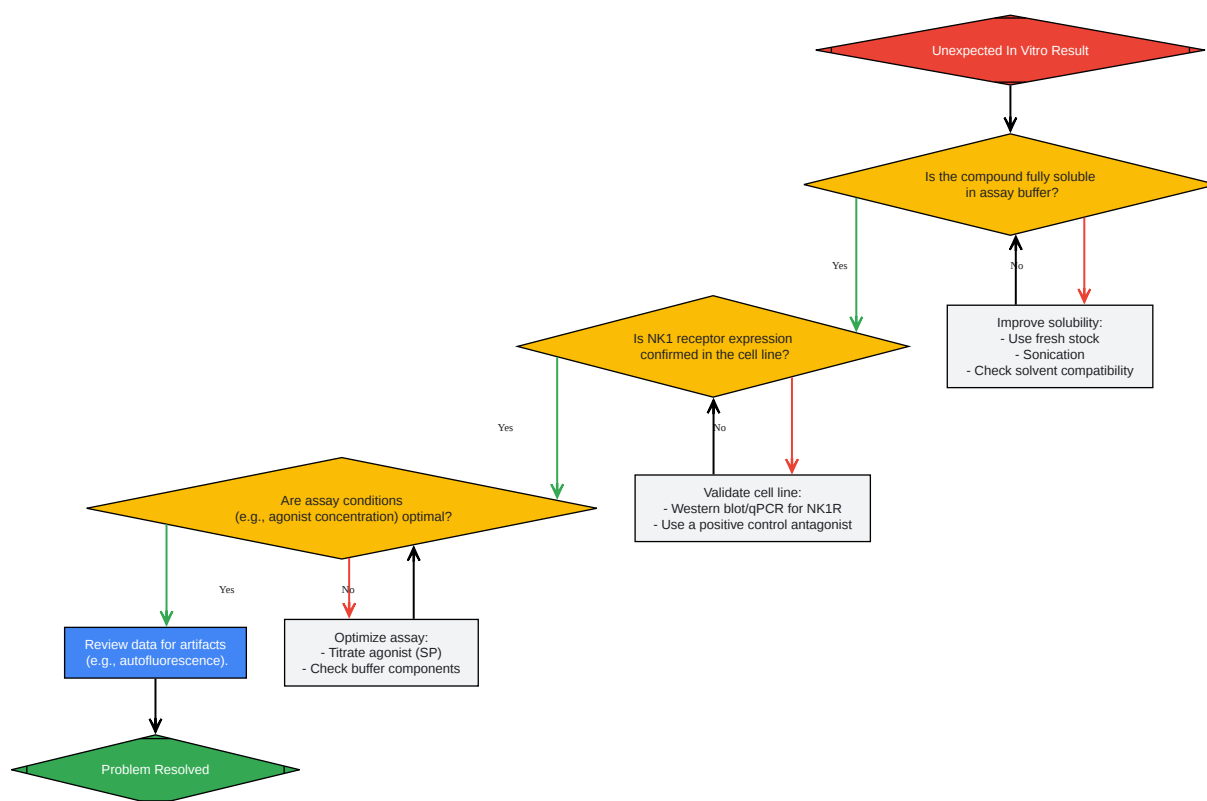 Unexpected In Vitro Result
Is the compound fully soluble
in assay buffer?
Yes
No
Improve solubility:
- Use fresh stock
- Sonication
- Check solvent compatibility
Is NK1 receptor expression
confirmed in the cell line?
Yes
No
Validate cell line:
- Western blot/qPCR for NK1R
- Use a positive control antagonist
Are assay conditions
(e.g., agonist concentration) optimal?
Yes
No
Optimize assay:
- Titrate agonist (SP)
- Check buffer components
Review data for artifacts
(e.g., autofluorescence).
Problem Resolved